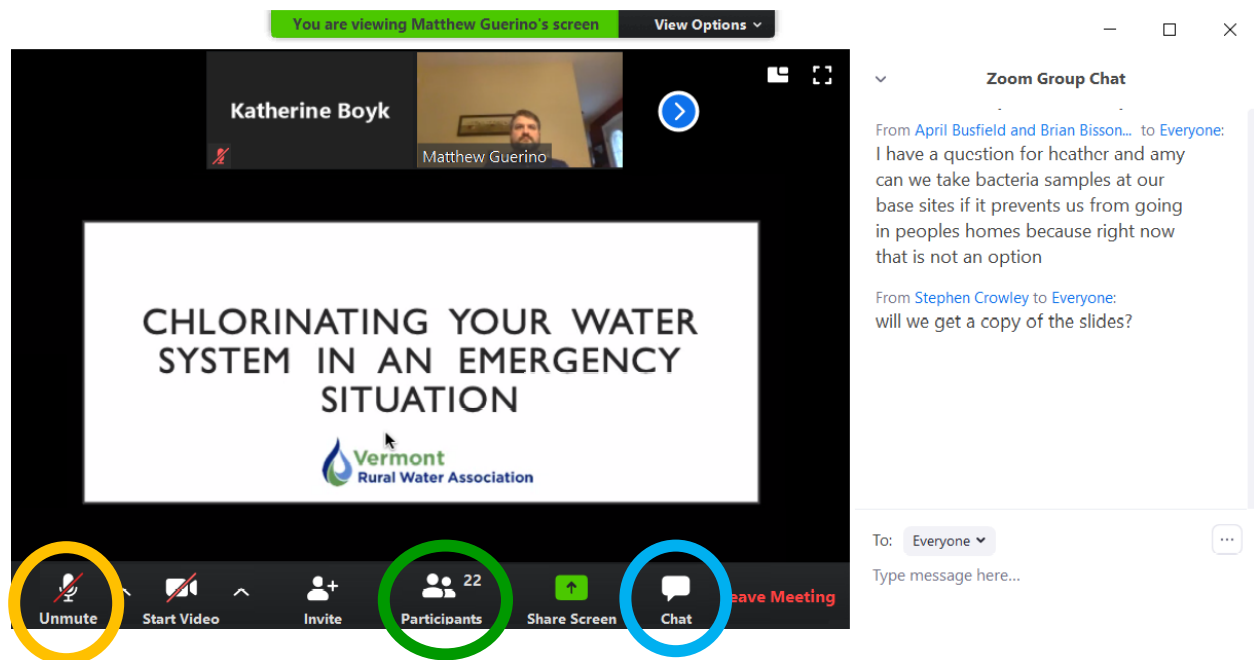 You are viewing Matthew Guerino's screen
View Options
Katherine Boyk
Matthew Guerino
CHLORINATING YOUR WATER
SYSTEM IN AN EMERGENCY
SITUATION
Vermont
Rural Water Association
Unmute
Start Video
Invite
Participants
22
Share Screen
Chat
eave Meeting
Zoom Group Chat
From April Busfield and Brian Bisson... to Everyone:
I have a question for heather and amy
can we take bacteria samples at our
base sites if it prevents us from going
in peoples homes because right now
that is not an option
From Stephen Crowley to Everyone:
will we get a copy of the slides?
To: Everyone
...
Type message here...